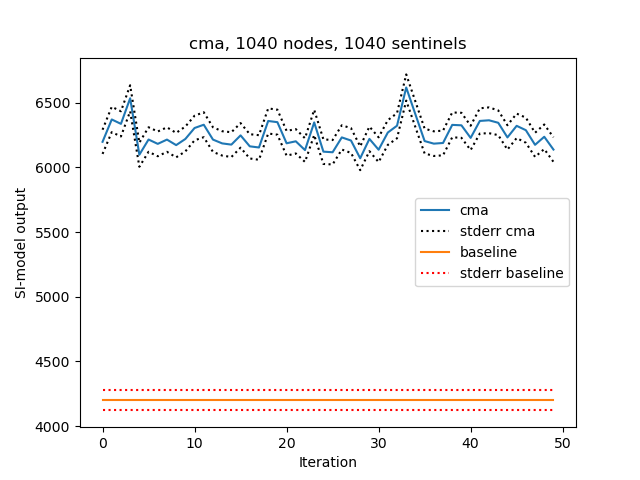 cma, 1040 nodes, 1040 sentinels
SI-model output
6500
6000
5500
5000
4500
4000
cma
stderr cma
baseline
stderr baseline
0 10 20 30 40 50
Iteration